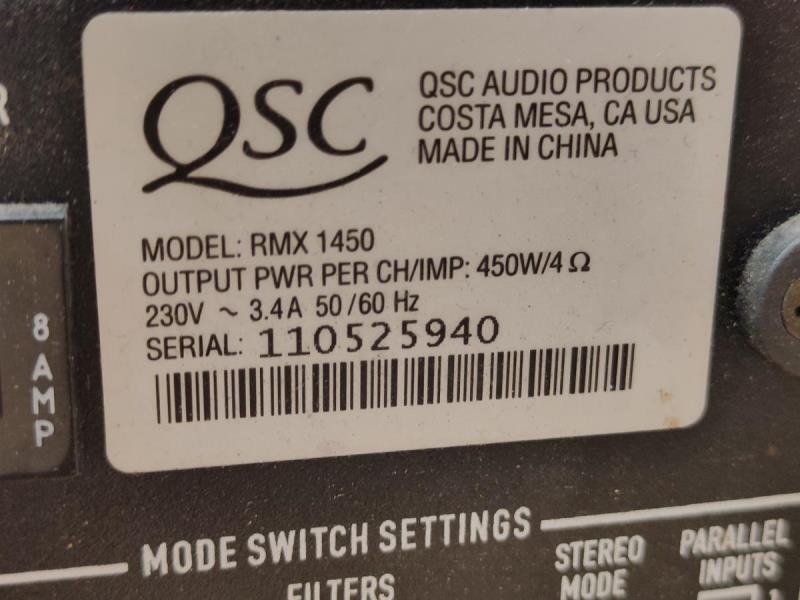 QSC
QSC AUDIO PRODUCTS
COSTA MESA, CA USA
MADE IN CHINA
MODEL: RMX 1450
OUTPUT PWR PER CH/IMP: 450W/4 Ω
230V ~ 3.4A 50/60 Hz
SERIAL: 110525940
8 AMP
MODE SWITCH SETTINGS
FILTERS
STEREO
MODE
PARALLEL
INPUTS